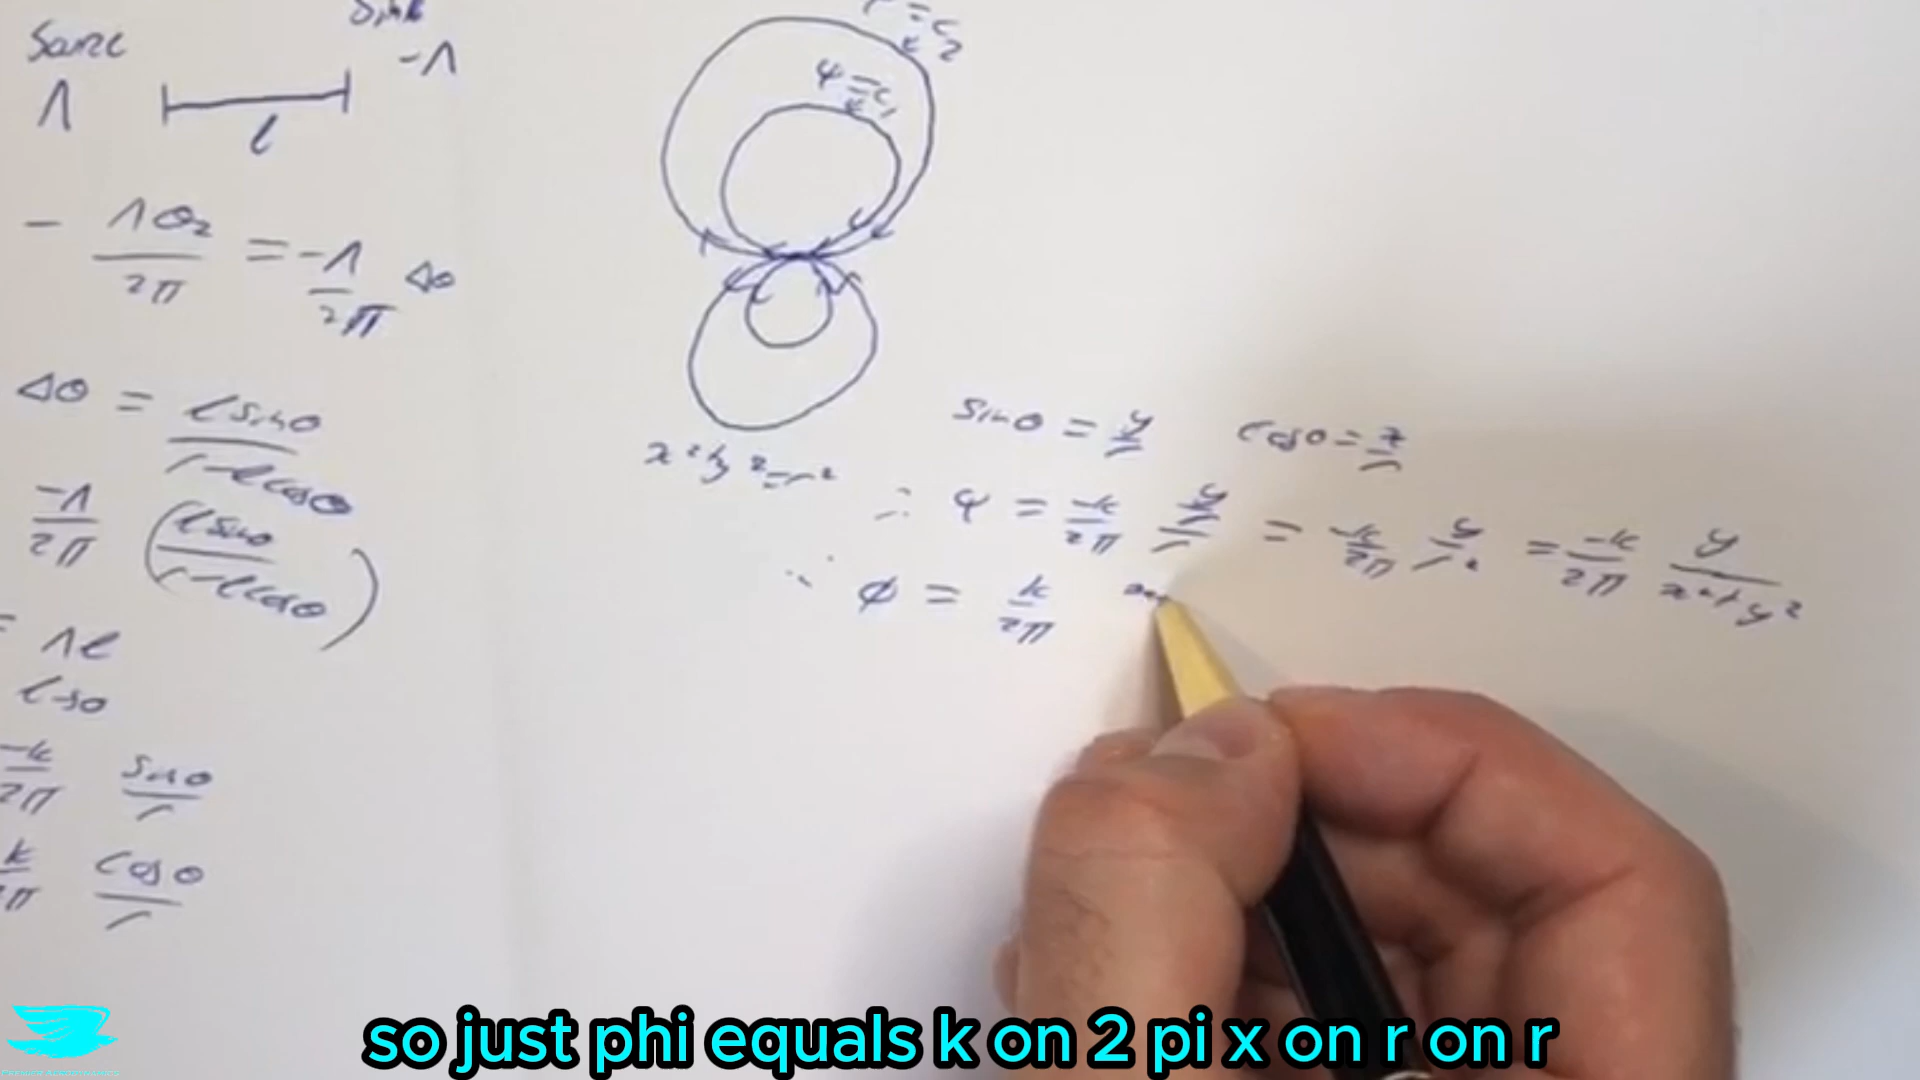 Source
Λ
-Λ
l
- Λθ₂/2π = -Λ/2π Δθ
Δθ = l sinθ / r - l cosθ
-Λ/2π (l sinθ / r - l cosθ)
= Λl
l→0
-k/2π sinθ/r
k/2π cosθ/r
ψ = c₂
ψ = c₁
x² + y² = r²
sinθ = y/r cosθ = x/r
∴ ψ = -k/2π y/r/r = -k/2π y/r² = -k/2π y/x² + y²
∴ φ = k/2π
so just phi equals k on 2 pi x on r on r